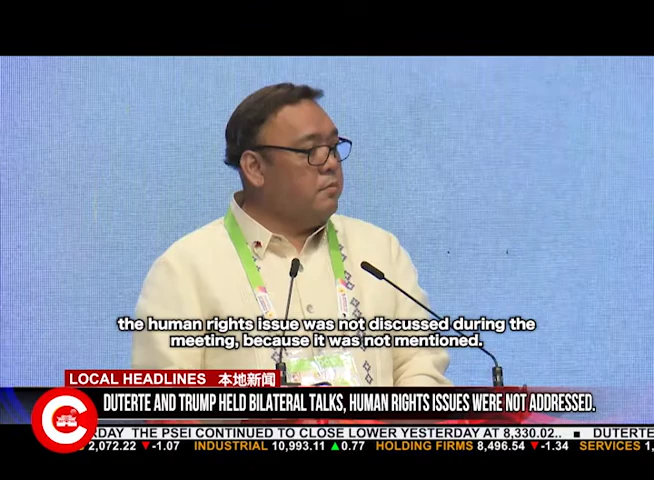 the human rights issue was not discussed during the
meeting, because it was not mentioned.
LOCAL HEADLINES 本地新闻
DUTERTE AND TRUMP HELD BILATERAL TALKS, HUMAN RIGHTS ISSUES WERE NOT ADDRESSED.
DAY THE PSEI CONTINUED TO CLOSE LOWER YESTERDAY AT 8,330.02.. DUTERTE
2,072.22 ▼-1.07 INDUSTRIAL 10,993.11 ▲0.77 HOLDING FIRMS 8,496.54 ▼-1.34 SERVICES